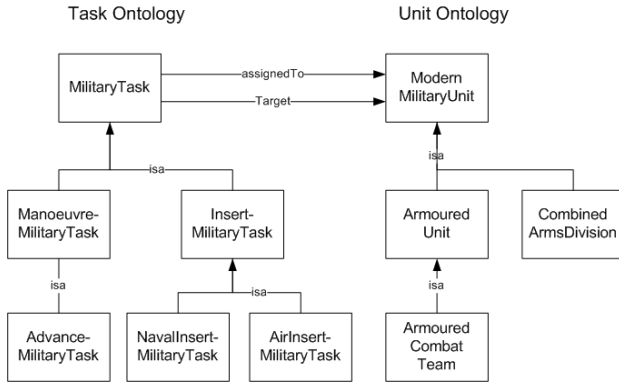 Task Ontology
Unit Ontology
MilitaryTask
assignedTo
Target
Modern
MilitaryUnit
isa
isa
Manoeuvre-
MilitaryTask
Insert-
MilitaryTask
Armoured
Unit
Combined
ArmsDivision
isa
isa
isa
Advance-
MilitaryTask
NavalInsert-
MilitaryTask
AirInsert-
MilitaryTask
Armoured
Combat
Team